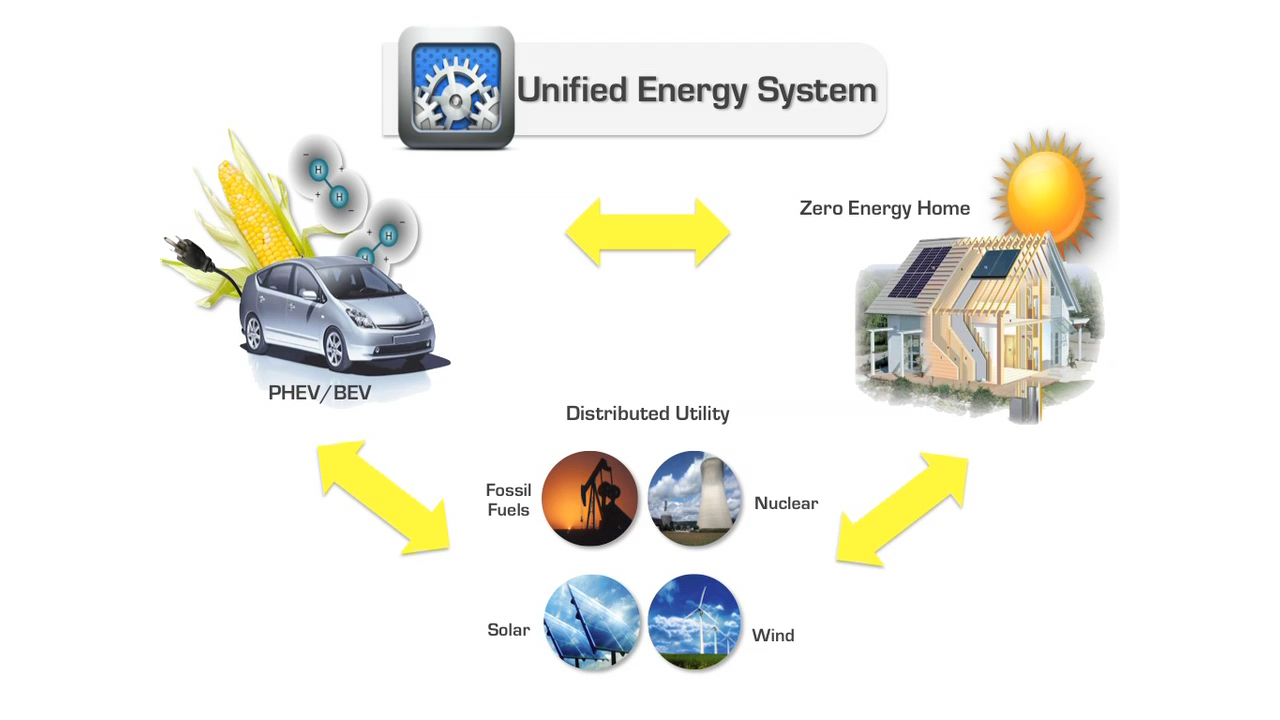 Unified Energy System
H
H
H
H
Zero Energy Home
PHEV/BEV
Distributed Utility
Fossil
Fuels
Nuclear
Solar
Wind